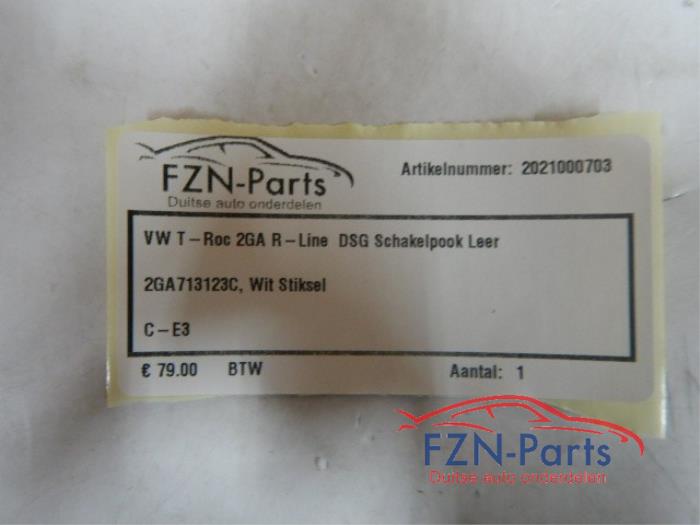 FZN-Parts
Duitse auto onderdelen
Artikelnummer: 2021000703
VW T-Roc 2GA R-Line DSG Schakelpook Leer
2GA713123C, Wit Stiksel
C-E3
€ 79.00 BTW Aantal: 1
FZN-Parts
Duitse auto onderdelen